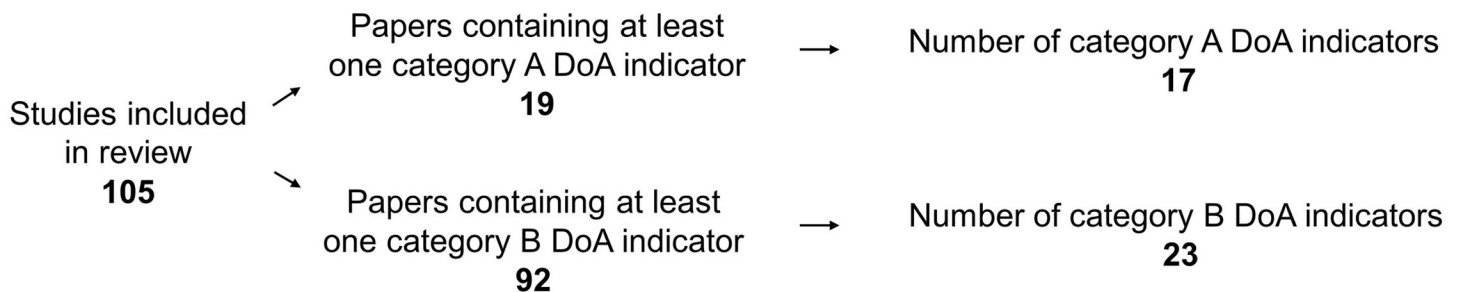 Studies included
in review
105
Papers containing at least
one category A DoA indicator
19
Number of category A DoA indicators
17
Papers containing at least
one category B DoA indicator
92
Number of category B DoA indicators
23